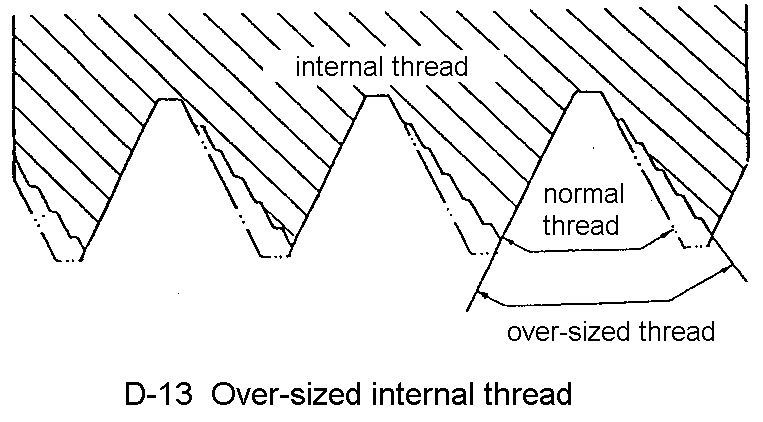 internal thread
normal
thread
over-sized thread
D-13 Over-sized internal thread